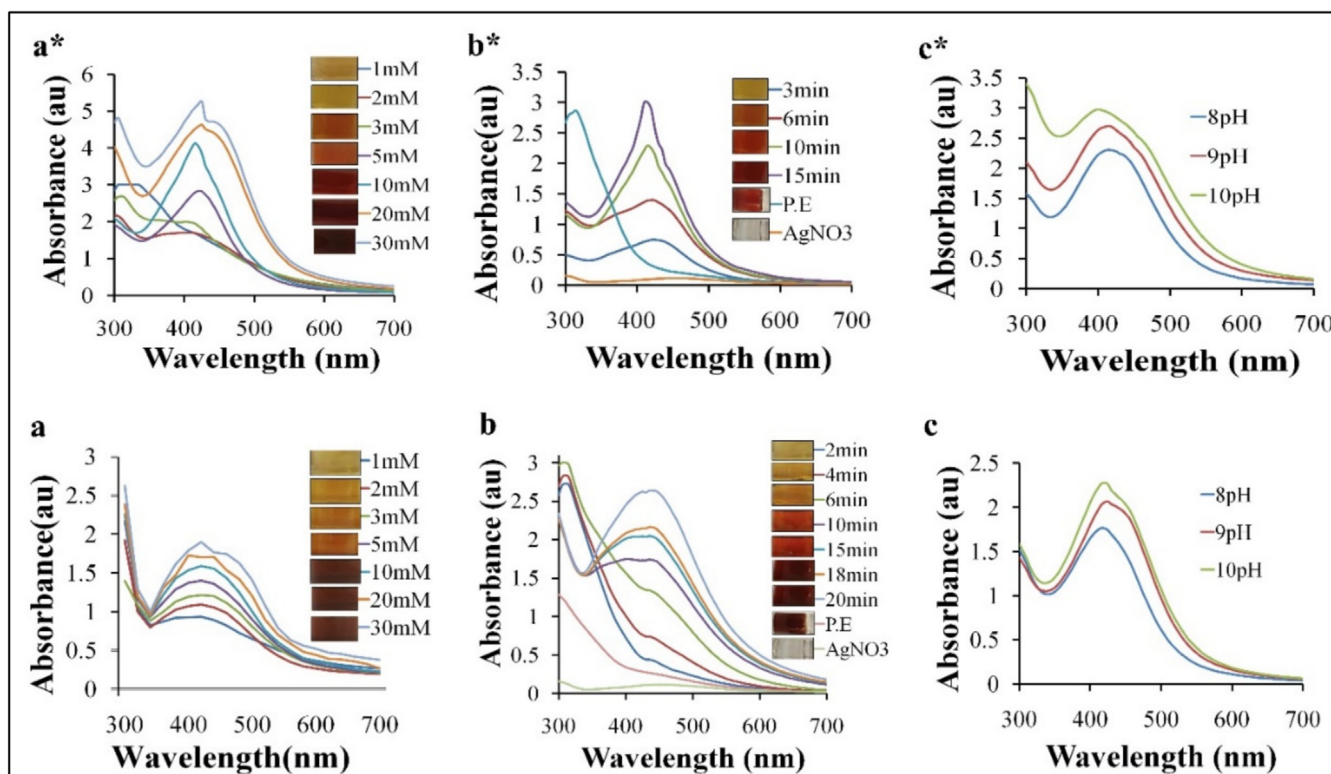 a*
Absorbance (au)
6
5
4
3
2
1
0
300 400 500 600 700
Wavelength (nm)
1mM
2mM
3mM
5mM
10mM
20mM
30mM
b*
Absorbance(au)
3.5
3
2.5
2
1.5
1
0.5
0
300 400 500 600 700
Wavelength (nm)
3min
6min
10min
15min
P.E
AgNO3
c*
Absorbance (au)
3.5
3
2.5
2
1.5
1
0.5
0
300 400 500 600 700
Wavelength (nm)
8pH
9pH
10pH
a
Absorbance(au)
3
2.5
2
1.5
1
0.5
0
300 400 500 600 700
Wavelength(nm)
1mM
2mM
3mM
5mM
10mM
20mM
30mM
b
Absorbance (au)
3
2.5
2
1.5
1
0.5
0
300 400 500 600 700
Wavelength (nm)
2min
4min
6min
10min
15min
18min
20min
P.E
AgNO3
c
Absorbance (au)
2.5
2
1.5
1
0.5
0
300 400 500 600 700
Wavelength (nm)
8pH
9pH
10pH